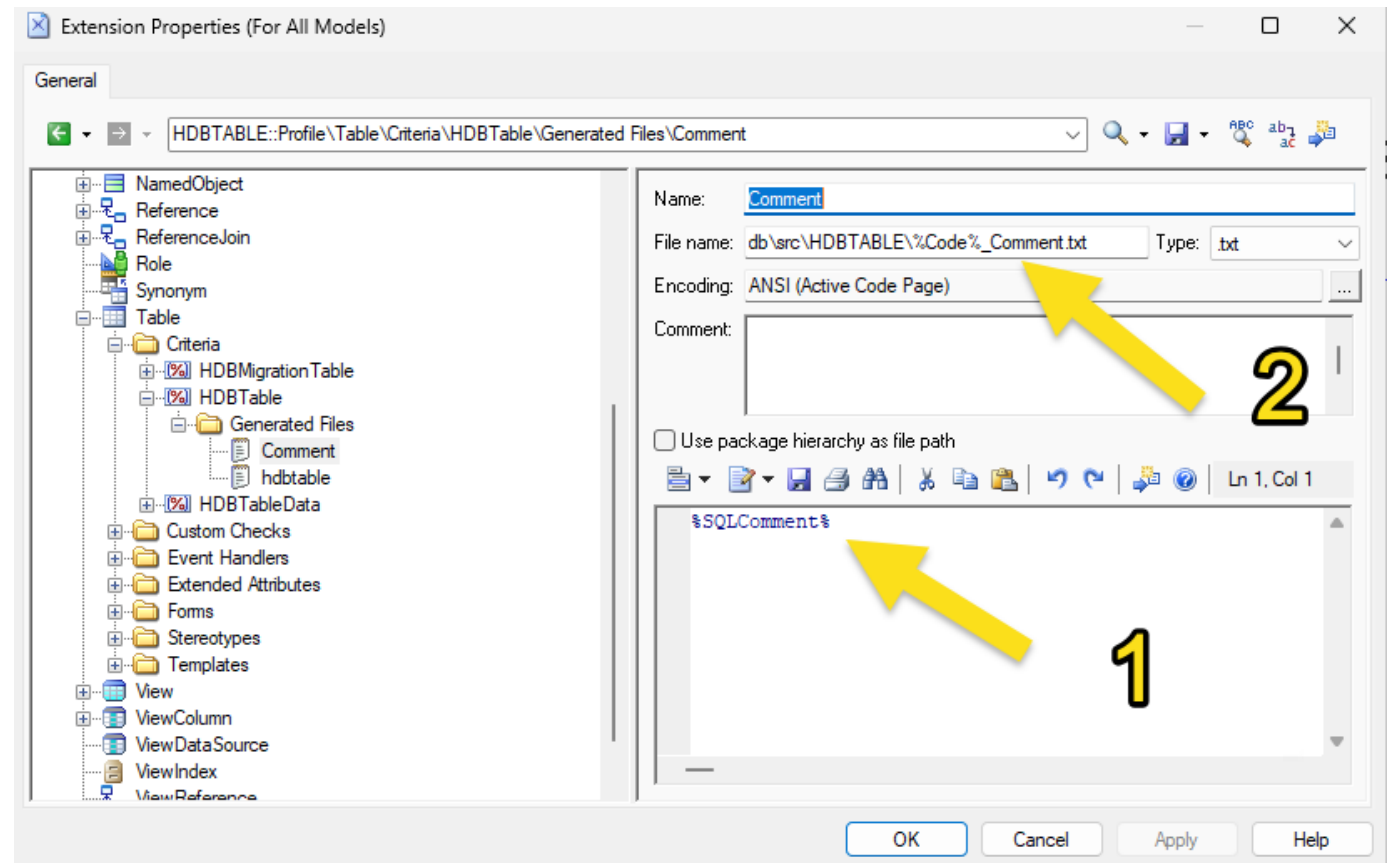 Extension Properties (For All Models)
General
HDBTABLE::Profile\Table\Criteria\HDBTable\Generated Files\Comment
ABC
ab
ac
NamedObject
Reference
ReferenceJoin
Role
Synonym
Table
Criteria
HDBMigrationTable
HDBTable
Generated Files
Comment
hdbtable
HDBTableData
Custom Checks
Event Handlers
Extended Attributes
Forms
Stereotypes
Templates
View
ViewColumn
ViewDataSource
ViewIndex
ViewReference
Name: Comment
File name: db\src\HDBTABLE\%Code%_Comment.txt Type: .txt
Encoding: ANSI (Active Code Page) ...
Comment:
2
Use package hierarchy as file path
Ln 1, Col 1
%SQLComment%
1
OK Cancel Apply Help